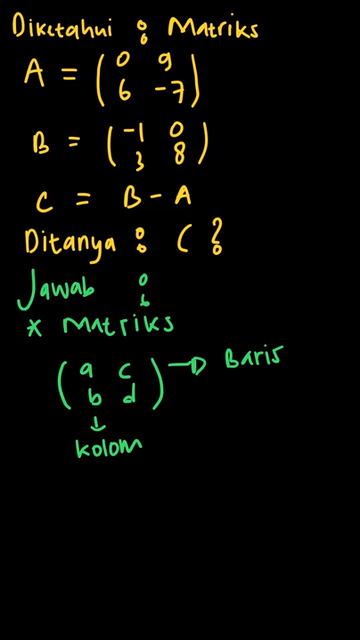 Diketahui : Matriks
A = ( 0 9
6 -7 )
B = ( -1 0
3 8 )
C = B - A
Ditanya : C ?
Jawab :
* Matriks
( a c ) → Baris
b d
↓
kolom